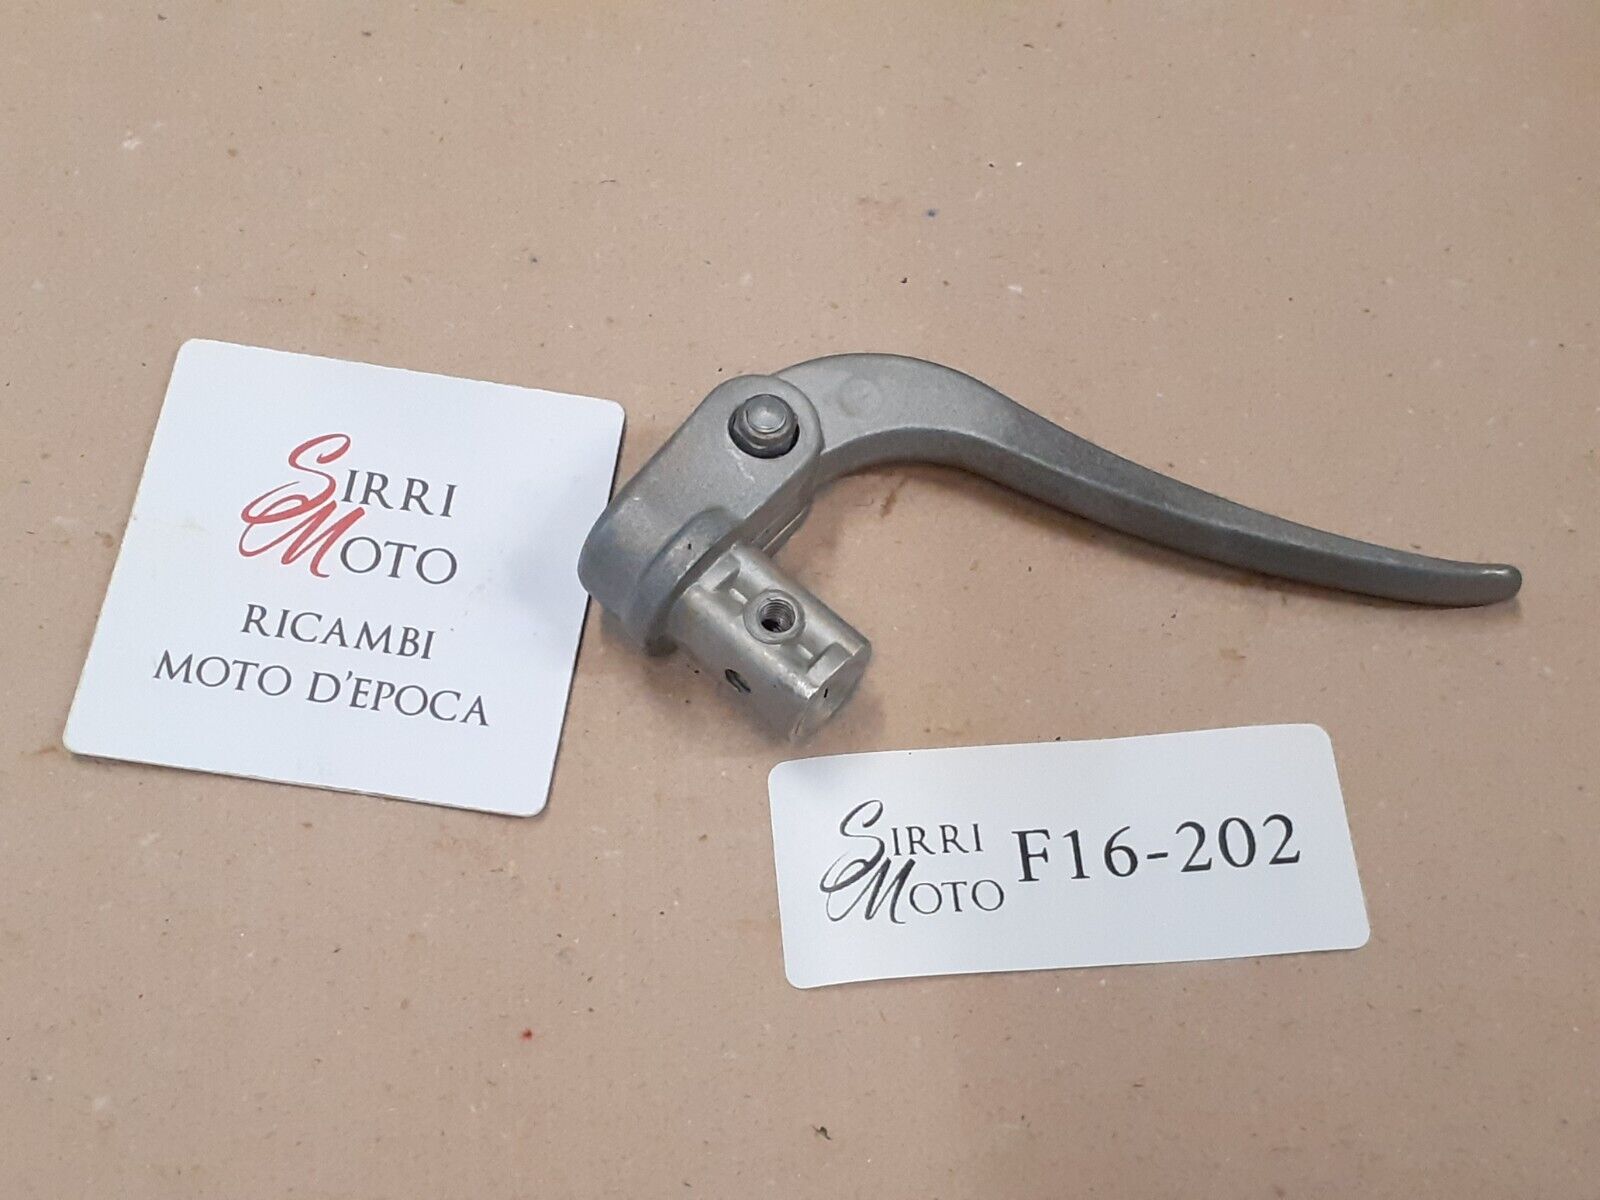 SIRRI
MOTO
RICAMBI
MOTO D'EPOCA
SIRRI
MOTO
F16-202